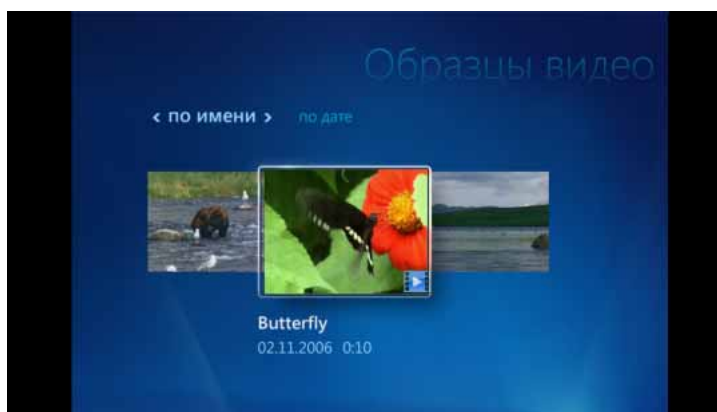 Образцы видео
< по имени > по дате
Butterfly
02.11.2006 0:10